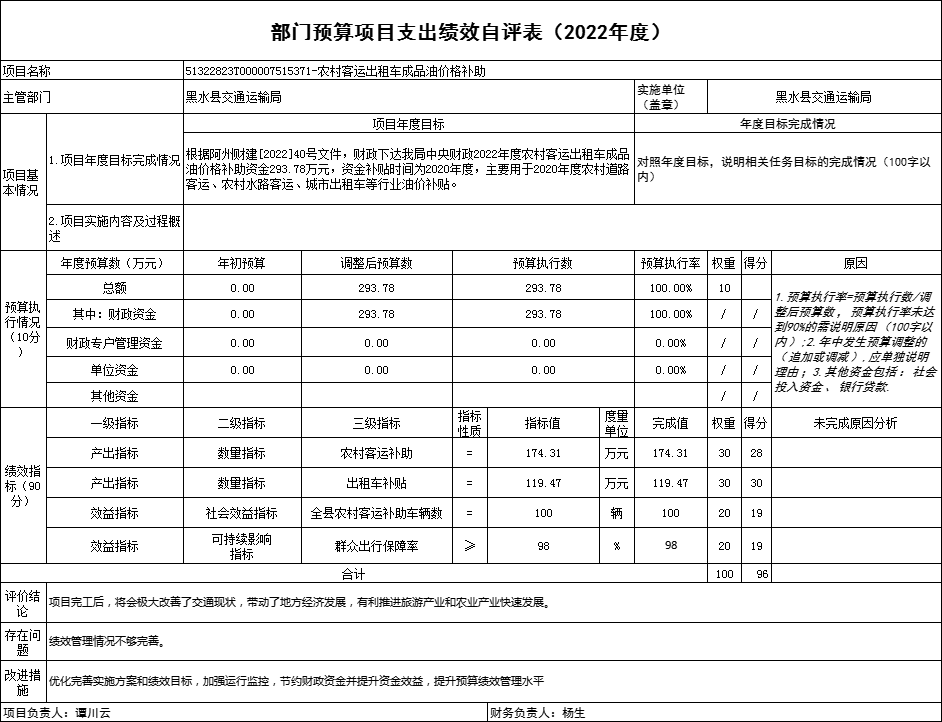 部门预算项目支出绩效自评表（2022年度）
项目名称 51322823T000007515371-农村客运出租车成品油价格补助
主管部门 黑水县交通运输局 实施单位（盖章） 黑水县交通运输局
项目基本情况 项目年度目标 年度目标完成情况
1.项目年度目标完成情况
根据阿州财建[2022]40号文件，财政下达我局中央财政2022年度农村客运出租车成品
油价格补助资金293.78万元，资金补贴时间为2020年度，主要用于2020年度农村道路
客运、农村水路客运、城市出租车等行业油价补贴。
对照年度目标，说明相关任务目标的完成情况（100字以
内）
2.项目实施内容及过程概
述
预算执行情况（10分）
年度预算数（万元） 年初预算 调整后预算数 预算执行数 预算执行率 权重 得分 原因
总额 0.00 293.78 293.78 100.00% 10
其中：财政资金 0.00 293.78 293.78 100.00% / /
财政专户管理资金 0.00 0.00 0.00 0.00% / /
单位资金 0.00 0.00 0.00 0.00% / /
其他资金 / /
1.预算执行率=预算执行数/调
整后预算数，预算执行率未达
到90%的需说明原因（100字以
内）;2.年中发生预算调整的
（追加或调减）,应单独说明
理由；3.其他资金包括：社会
投入资金、银行贷款.
绩效指标（90分）
一级指标 二级指标 三级指标 指标性质 指标值 度量单位 完成值 权重 得分 未完成原因分析
产出指标 数量指标 农村客运补助 = 174.31 万元 174.31 30 28
产出指标 数量指标 出租车补贴 = 119.47 万元 119.47 30 30
效益指标 社会效益指标 全县农村客运补助车辆数 = 100 辆 100 20 19
效益指标 可持续影响指标 群众出行保障率 ≥ 98 % 98 20 19
合计 100 96
评价结论 项目完工后，将会极大改善了交通现状，带动了地方经济发展，有利推进旅游产业和农业产业快速发展。
存在问题 绩效管理情况不够完善。
改进措施 优化完善实施方案和绩效目标，加强运行监控，节约财政资金并提升资金效益，提升预算绩效管理水平
项目负责人：谭川云 财务负责人：杨生